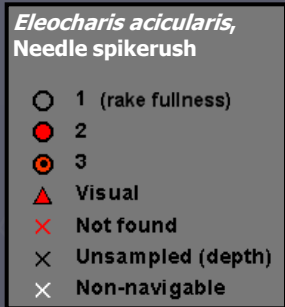 Eleocharis acicularis,
Needle spikerush
1 (rake fullness)
2
3
Visual
Not found
Unsampled (depth)
Non-navigable